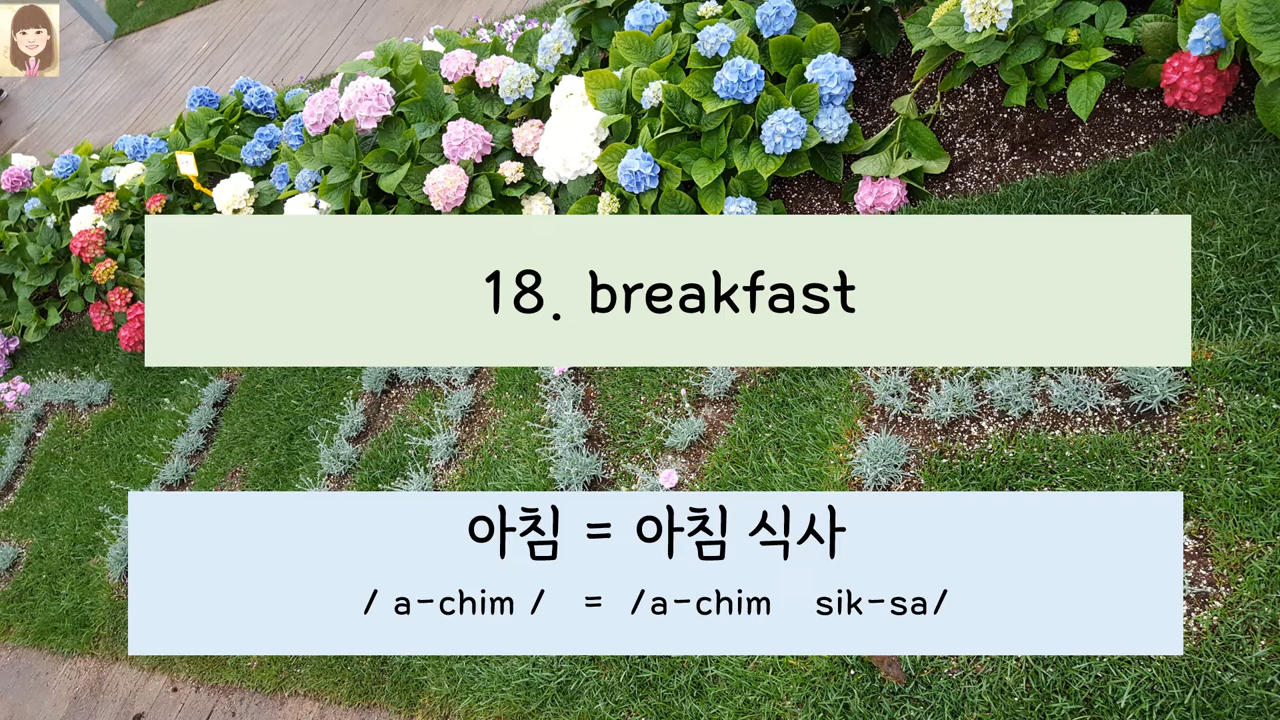 18. breakfast
아침 = 아침 식사
/ a-chim / = /a-chim sik-sa/